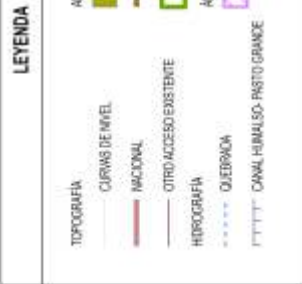 LEYENDA
TOPOGRAFÍA
CURVAS DE NIVEL
NACIONAL
OTRO ACCESO EXISTENTE
HIDROGRAFÍA
QUEBRADA
CANAL HUMALSO- PASTO GRANDE